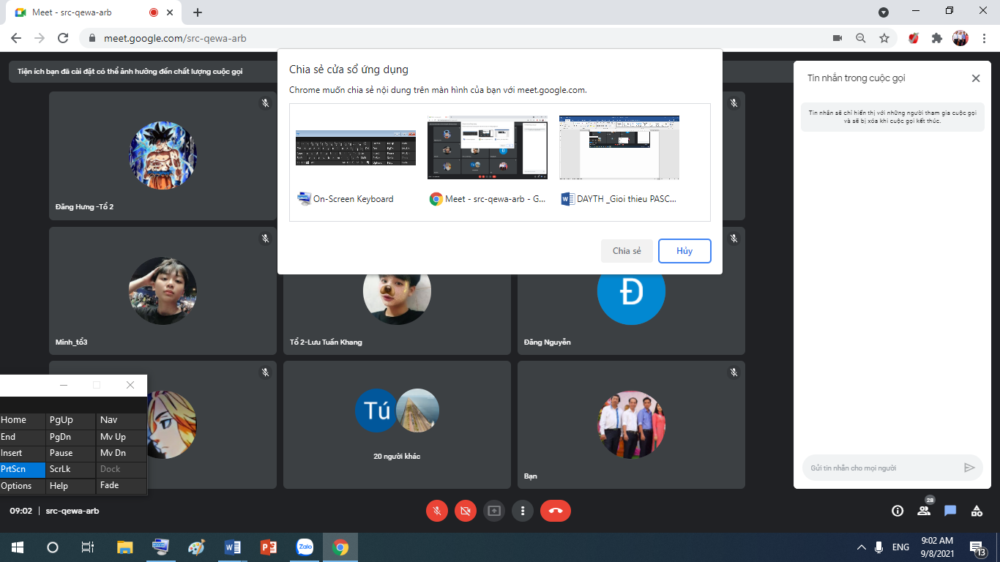 Meet - src-qewa-arb
meet.google.com/src-qewa-arb
Tiện ích bạn đã cài đặt có thể ảnh hưởng đến chất lượng cuộc gọi
Chia sẻ cửa sổ ứng dụng
Chrome muốn chia sẻ nội dung trên màn hình của bạn với meet.google.com.
On-Screen Keyboard
Meet - src-qewa-arb - G...
DAYTH _Gioi thieu PASC...
Chia sẻ
Hủy
Tin nhắn trong cuộc gọi
Tin nhắn sẽ chỉ hiển thị với những người tham gia cuộc gọi
và sẽ bị xóa khi cuộc gọi kết thúc.
Đăng Hưng -Tổ 2
Minh_tổ3
Tổ 2-Lưu Tuấn Khang
Đ
Đăng Nguyễn
Tú
20 người khác
Bạn
Home PgUp Nav
End PgDn Mv Up
Insert Pause Mv Dn
PrtScn ScrLk Dock
Options Help Fade
Gửi tin nhắn cho mọi người
09:02 | src-qewa-arb
28
Zalo
ENG
9:02 AM
9/8/2021
13